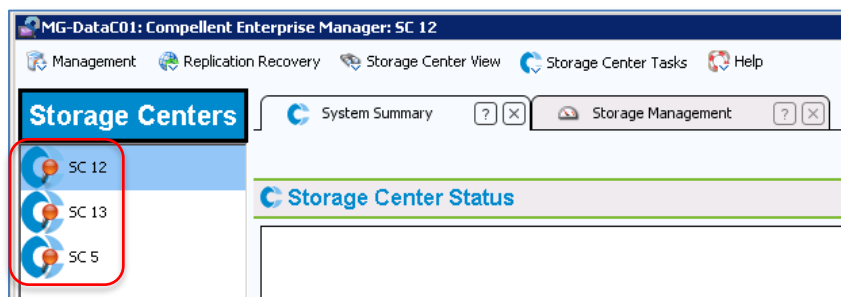 MG-DataC01: Compellent Enterprise Manager: SC 12
Management Replication Recovery Storage Center View Storage Center Tasks Help
Storage Centers
System Summary ? X Storage Management ? X
SC 12
Storage Center Status
SC 13
SC 5